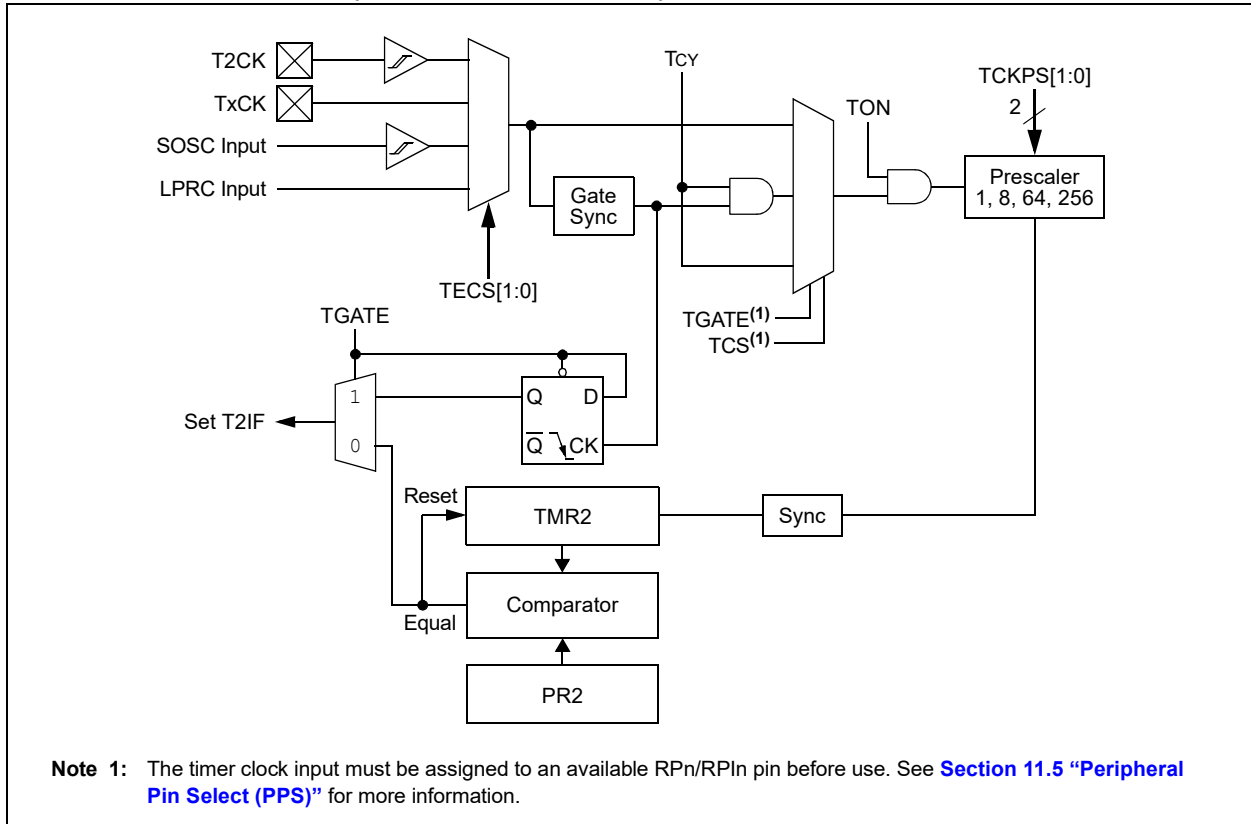 T2CK
TxCK
SOSC Input
LPRC Input
TECS[1:0]
TCY
Gate
Sync
TGATE(1)
TCS(1)
TON
TCKPS[1:0]
2
Prescaler
1, 8, 64, 256
TGATE
1
0
Set T2IF
Q
D
Q
CK
Reset
TMR2
Sync
Comparator
Equal
PR2
Note 1: The timer clock input must be assigned to an available RPn/RPIn pin before use. See Section 11.5 “Peripheral
Pin Select (PPS)” for more information.